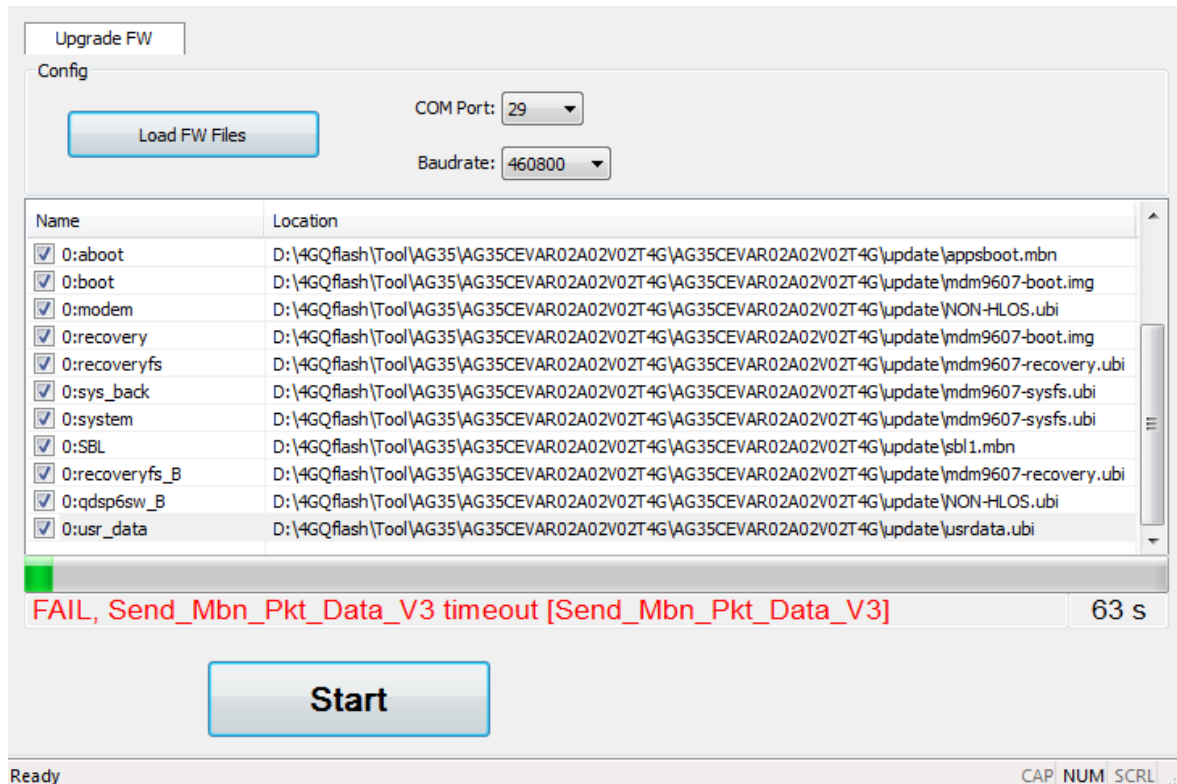 Upgrade FW
Config
Load FW Files
COM Port: 29
Baudrate: 460800
Name Location
0:aboot D:\4GQflash\Tool\AG35\AG35CEVAR02A02V02T4G\AG35CEVAR02A02V02T4G\update\appsboot.mbn
0:boot D:\4GQflash\Tool\AG35\AG35CEVAR02A02V02T4G\AG35CEVAR02A02V02T4G\update\mdm9607-boot.img
0:modem D:\4GQflash\Tool\AG35\AG35CEVAR02A02V02T4G\AG35CEVAR02A02V02T4G\update\NON-HLOS.ubi
0:recovery D:\4GQflash\Tool\AG35\AG35CEVAR02A02V02T4G\AG35CEVAR02A02V02T4G\update\mdm9607-boot.img
0:recoveryfs D:\4GQflash\Tool\AG35\AG35CEVAR02A02V02T4G\AG35CEVAR02A02V02T4G\update\mdm9607-recovery.ubi
0:sys_back D:\4GQflash\Tool\AG35\AG35CEVAR02A02V02T4G\AG35CEVAR02A02V02T4G\update\mdm9607-sysfs.ubi
0:system D:\4GQflash\Tool\AG35\AG35CEVAR02A02V02T4G\AG35CEVAR02A02V02T4G\update\mdm9607-sysfs.ubi
0:SBL D:\4GQflash\Tool\AG35\AG35CEVAR02A02V02T4G\AG35CEVAR02A02V02T4G\update\sbl1.mbn
0:recoveryfs_B D:\4GQflash\Tool\AG35\AG35CEVAR02A02V02T4G\AG35CEVAR02A02V02T4G\update\mdm9607-recovery.ubi
0:qdsp6sw_B D:\4GQflash\Tool\AG35\AG35CEVAR02A02V02T4G\AG35CEVAR02A02V02T4G\update\NON-HLOS.ubi
0:usr_data D:\4GQflash\Tool\AG35\AG35CEVAR02A02V02T4G\AG35CEVAR02A02V02T4G\update\usrdata.ubi
FAIL, Send_Mbn_Pkt_Data_V3 timeout [Send_Mbn_Pkt_Data_V3] 63 s
Start
Ready CAP NUM SCRL